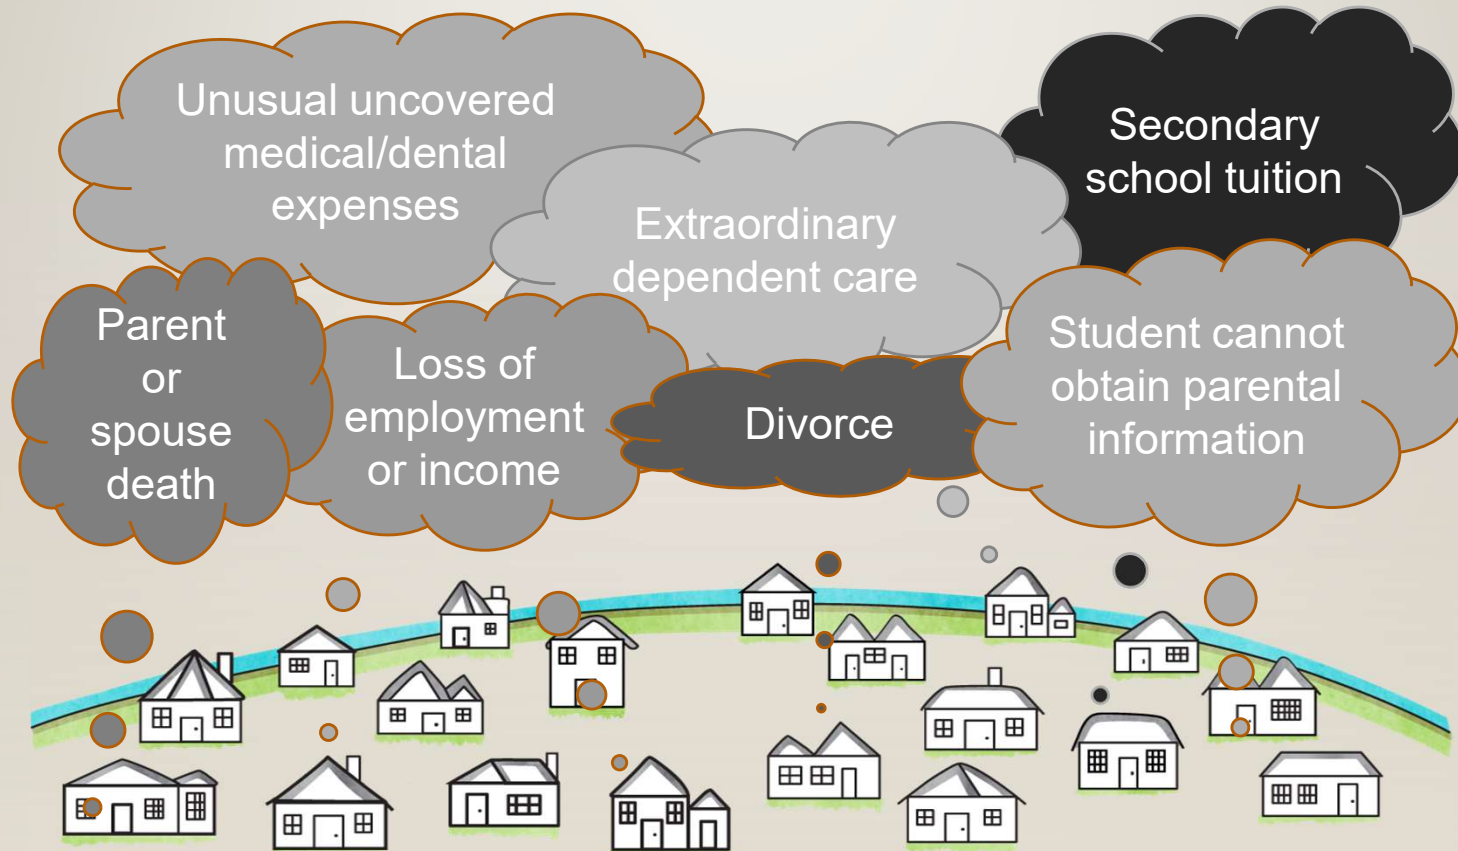 Unusual uncovered
medical/dental
expenses
Extraordinary
dependent care
Secondary
school tuition
Parent
or
spouse
death
Loss of
employment
or income
Divorce
Student cannot
obtain parental
information